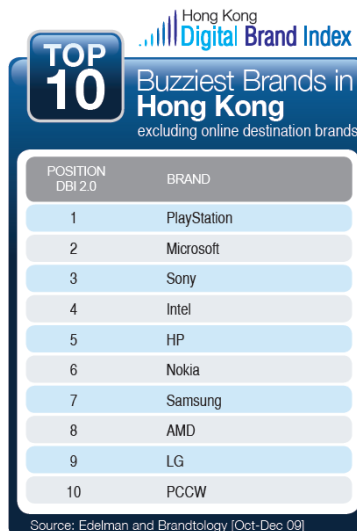 Hong Kong
Digital Brand Index
TOP
10
Buzziest Brands in
Hong Kong
excluding online destination brands
POSITION
DBI 2.0
BRAND
1 PlayStation
2 Microsoft
3 Sony
4 Intel
5 HP
6 Nokia
7 Samsung
8 AMD
9 LG
10 PCCW
Source: Edelman and Brandtology [Oct-Dec 09]